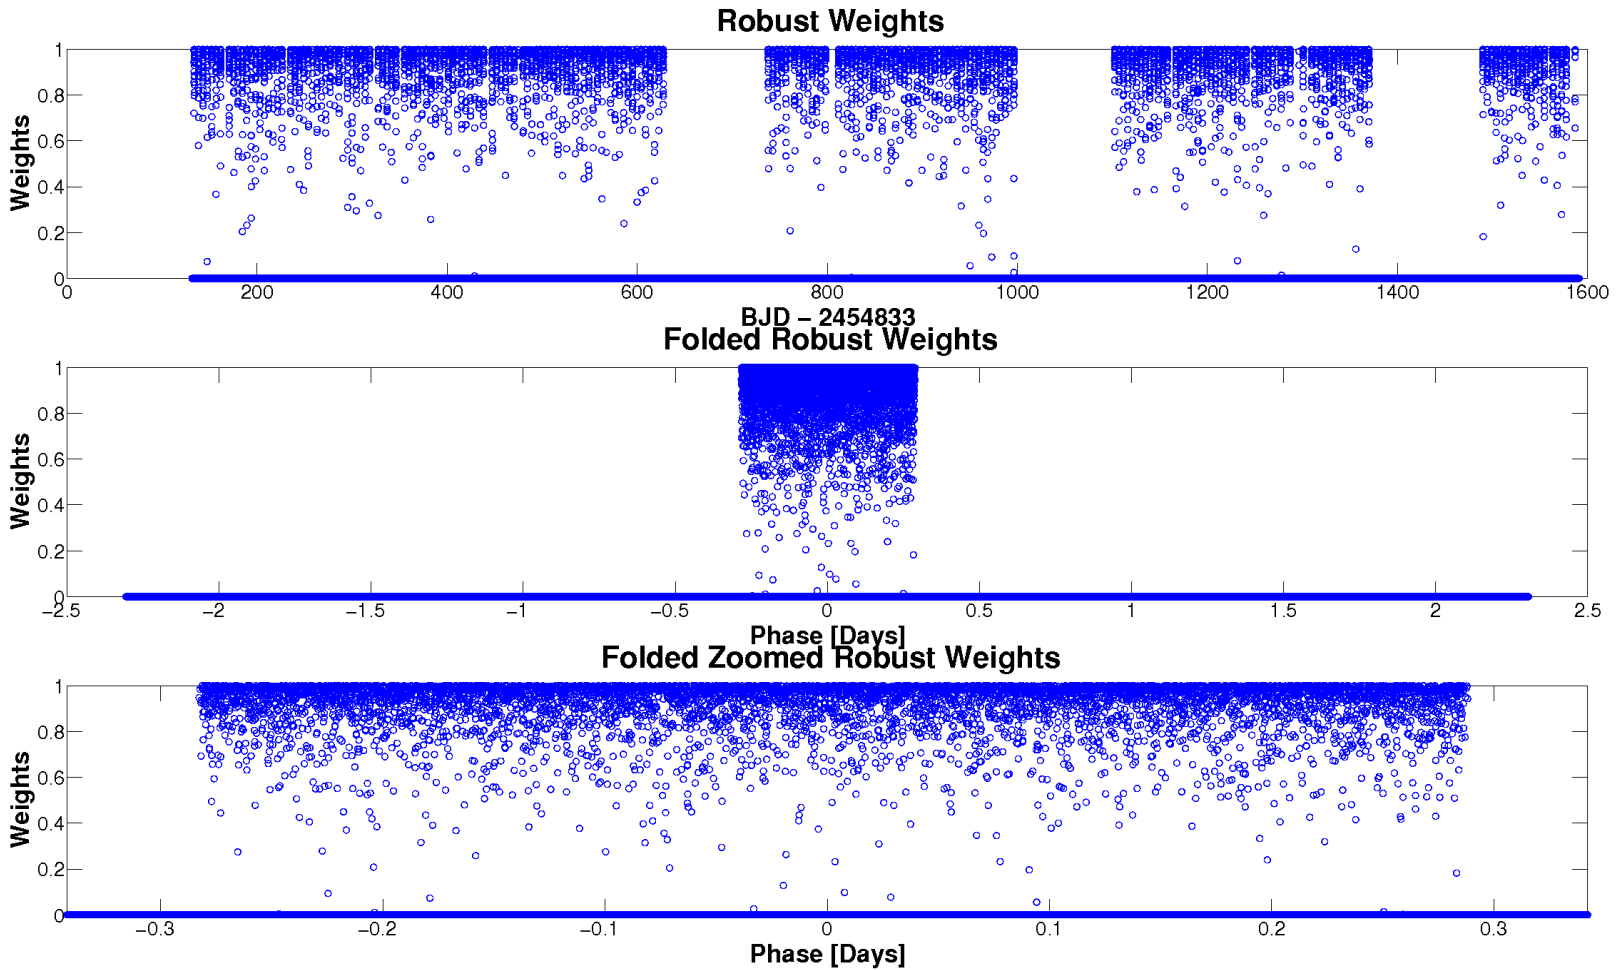 Robust Weights
1
0.8
0.6
0.4
0.2
0
Weights
0 200 400 600 800 1000 1200 1400 1600
BJD − 2454833
Folded Robust Weights
1
0.8
0.6
0.4
0.2
0
Weights
−2.5 −2 −1.5 −1 −0.5 0 0.5 1 1.5 2 2.5
Phase [Days]
Folded Zoomed Robust Weights
1
0.8
0.6
0.4
0.2
0
Weights
−0.3 −0.2 −0.1 0 0.1 0.2 0.3
Phase [Days]